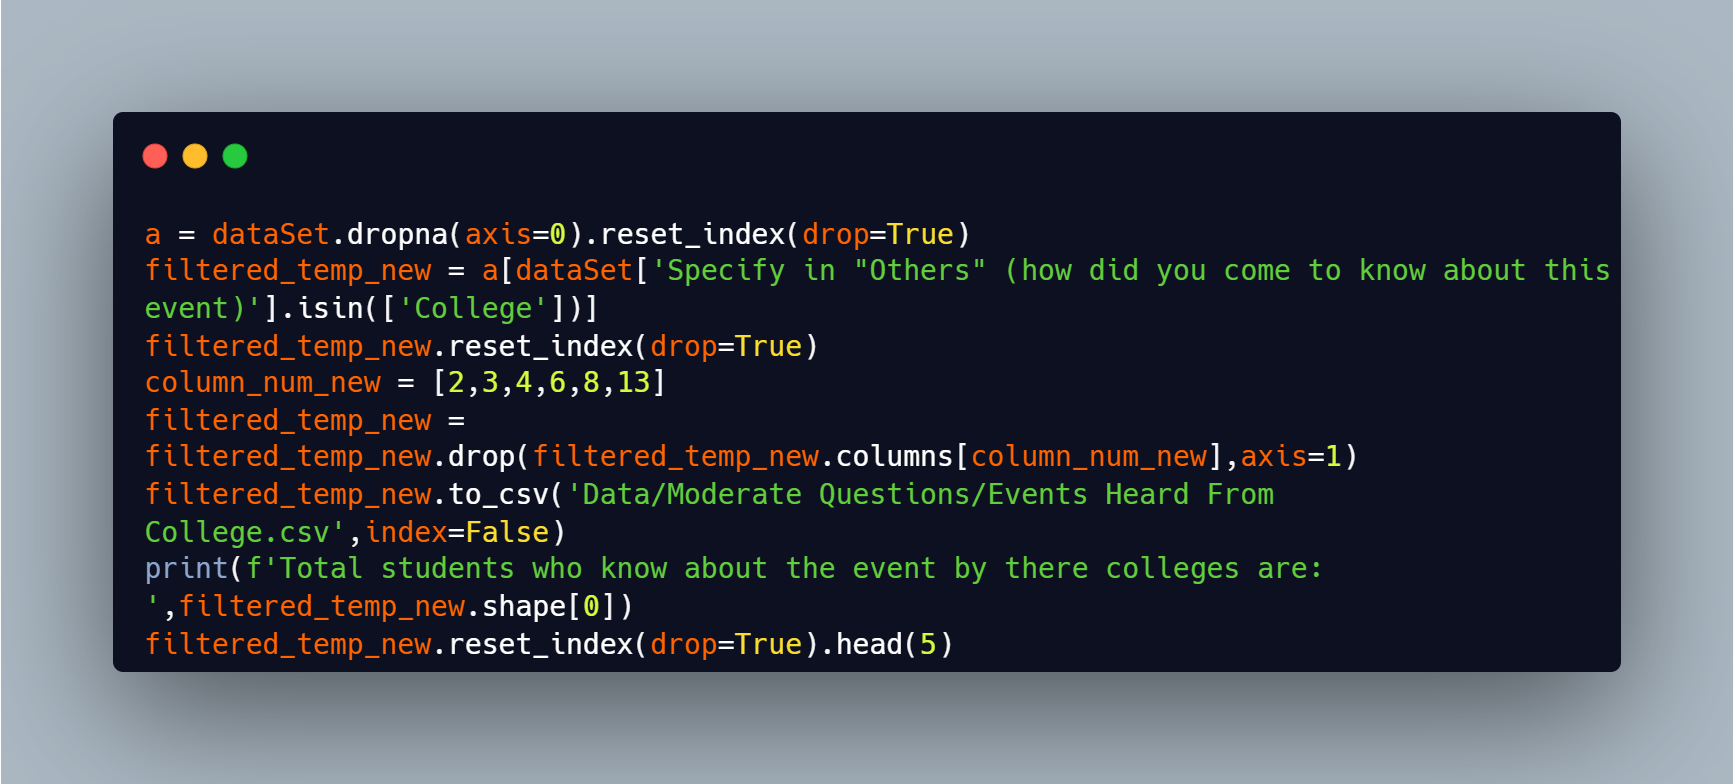 a = dataSet.dropna(axis=0).reset_index(drop=True)
filtered_temp_new = a[dataSet['Specify in "Others" (how did you come to know about this
event)'].isin(['College'])]
filtered_temp_new.reset_index(drop=True)
column_num_new = [2,3,4,6,8,13]
filtered_temp_new =
filtered_temp_new.drop(filtered_temp_new.columns[column_num_new],axis=1)
filtered_temp_new.to_csv('Data/Moderate Questions/Events Heard From
College.csv',index=False)
print(f'Total students who know about the event by there colleges are:
',filtered_temp_new.shape[0])
filtered_temp_new.reset_index(drop=True).head(5)